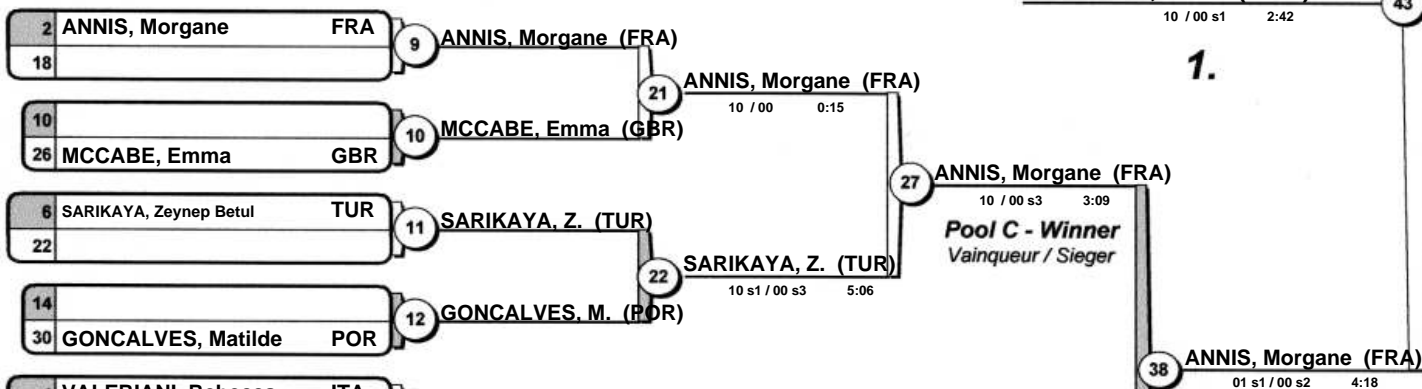 10 / 00 s1 2:42
43
1.
2 ANNIS, Morgane FRA
18
9
ANNIS, Morgane (FRA)
21
ANNIS, Morgane (FRA)
10 / 00 0:15
10
26 MCCABE, Emma GBR
10
MCCABE, Emma (GBR)
27
ANNIS, Morgane (FRA)
10 / 00 s3 3:09
Pool C - Winner
Vainqueur / Sieger
6 SARIKAYA, Zeynep Betul TUR
22
11
SARIKAYA, Z. (TUR)
22
SARIKAYA, Z. (TUR)
10 s1 / 00 s3 5:06
14
30 GONCALVES, Matilde POR
12
GONCALVES, M. (POR)
38
ANNIS, Morgane (FRA)
01 s1 / 00 s2 4:18
VALERIANI, Rebecca ITA